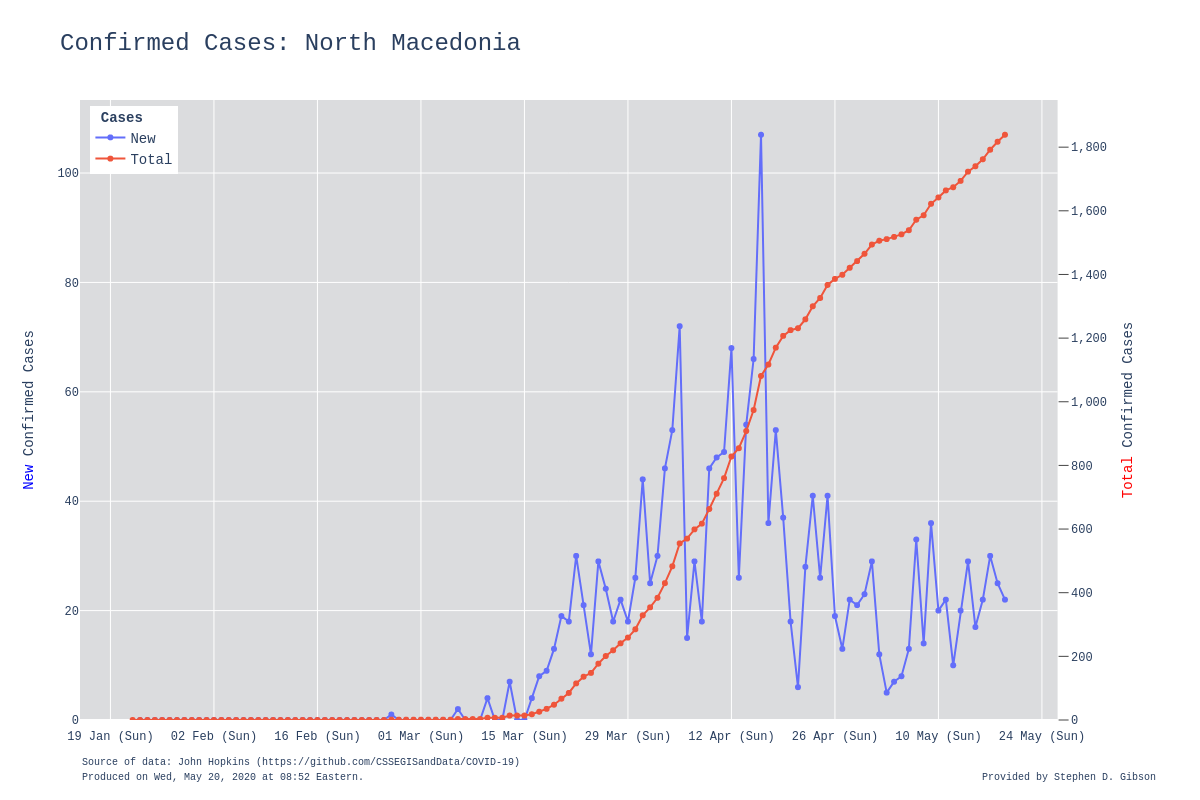 Confirmed Cases: North Macedonia
Cases
New
Total
100
80
60
40
20
0
1,800
1,600
1,400
1,200
1,000
800
600
400
200
0
New Confirmed Cases
Total Confirmed Cases
19 Jan (Sun) 02 Feb (Sun) 16 Feb (Sun) 01 Mar (Sun) 15 Mar (Sun) 29 Mar (Sun) 12 Apr (Sun) 26 Apr (Sun) 10 May (Sun) 24 May (Sun)
Source of data: John Hopkins (https://github.com/CSSEGISandData/COVID-19)
Produced on Wed, May 20, 2020 at 08:52 Eastern.
Provided by Stephen D. Gibson